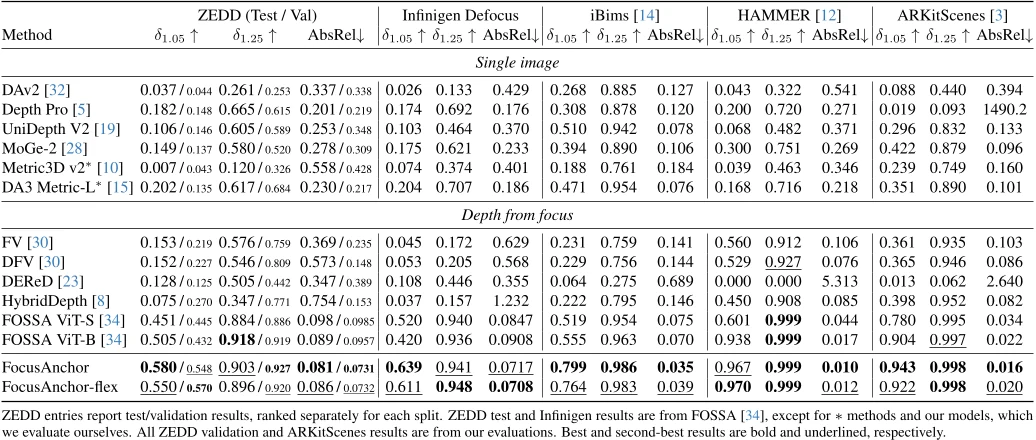 ZEDD (Test / Val) Infinigen Defocus iBims [14] HAMMER [12] ARKitScenes [3]
Method δ1.05 ↑ δ1.25 ↑ AbsRel↓ δ1.05 ↑ δ1.25 ↑ AbsRel↓ δ1.05 ↑ δ1.25 ↑ AbsRel↓ δ1.05 ↑ δ1.25 ↑ AbsRel↓ δ1.05 ↑ δ1.25 ↑ AbsRel↓
Single image
DAv2 [32] 0.037 / 0.044 0.261 / 0.253 0.337 / 0.338 0.026 0.133 0.429 0.268 0.885 0.127 0.043 0.322 0.541 0.088 0.440 0.394
Depth Pro [5] 0.182 / 0.148 0.665 / 0.615 0.201 / 0.219 0.174 0.692 0.176 0.308 0.878 0.120 0.200 0.720 0.271 0.019 0.093 1490.2
UniDepth V2 [19] 0.106 / 0.146 0.605 / 0.589 0.253 / 0.348 0.103 0.464 0.370 0.510 0.942 0.078 0.068 0.482 0.371 0.296 0.832 0.133
MoGe-2 [28] 0.149 / 0.137 0.580 / 0.520 0.278 / 0.309 0.175 0.621 0.233 0.394 0.890 0.106 0.300 0.751 0.269 0.422 0.879 0.096
Metric3D v2* [10] 0.007 / 0.043 0.120 / 0.326 0.558 / 0.428 0.074 0.374 0.401 0.188 0.761 0.184 0.039 0.463 0.346 0.239 0.749 0.160
DA3 Metric-L* [15] 0.202 / 0.135 0.617 / 0.684 0.230 / 0.217 0.204 0.707 0.186 0.471 0.954 0.076 0.168 0.716 0.218 0.351 0.890 0.101
Depth from focus
FV [30] 0.153 / 0.219 0.576 / 0.759 0.369 / 0.235 0.045 0.172 0.629 0.231 0.759 0.141 0.560 0.912 0.106 0.361 0.935 0.103
DFV [30] 0.152 / 0.227 0.546 / 0.809 0.573 / 0.148 0.053 0.205 0.568 0.229 0.756 0.144 0.529 0.927 0.076 0.365 0.946 0.086
DEReD [23] 0.128 / 0.125 0.505 / 0.442 0.347 / 0.389 0.108 0.446 0.355 0.064 0.275 0.689 0.000 0.000 5.313 0.013 0.062 2.640
HybridDepth [8] 0.075 / 0.270 0.347 / 0.771 0.754 / 0.153 0.037 0.157 1.232 0.222 0.795 0.146 0.450 0.908 0.085 0.398 0.952 0.082
FOSSA ViT-S [34] 0.451 / 0.445 0.884 / 0.886 0.098 / 0.0985 0.520 0.940 0.0847 0.519 0.954 0.075 0.601 0.999 0.044 0.780 0.995 0.034
FOSSA ViT-B [34] 0.505 / 0.432 0.918 / 0.919 0.089 / 0.0957 0.420 0.936 0.0908 0.555 0.963 0.070 0.938 0.999 0.017 0.904 0.997 0.022
FocusAnchor 0.580 / 0.548 0.903 / 0.927 0.081 / 0.0731 0.639 0.941 0.0717 0.799 0.986 0.035 0.967 0.999 0.010 0.943 0.998 0.016
FocusAnchor-flex 0.550 / 0.570 0.896 / 0.920 0.086 / 0.0732 0.611 0.948 0.0708 0.764 0.983 0.039 0.970 0.999 0.012 0.922 0.998 0.020
ZEDD entries report test/validation results, ranked separately for each split. ZEDD test and Infinigen results are from FOSSA [34], except for * methods and our models, which
we evaluate ourselves. All ZEDD validation and ARKitScenes results are from our evaluations. Best and second-best results are bold and underlined, respectively.